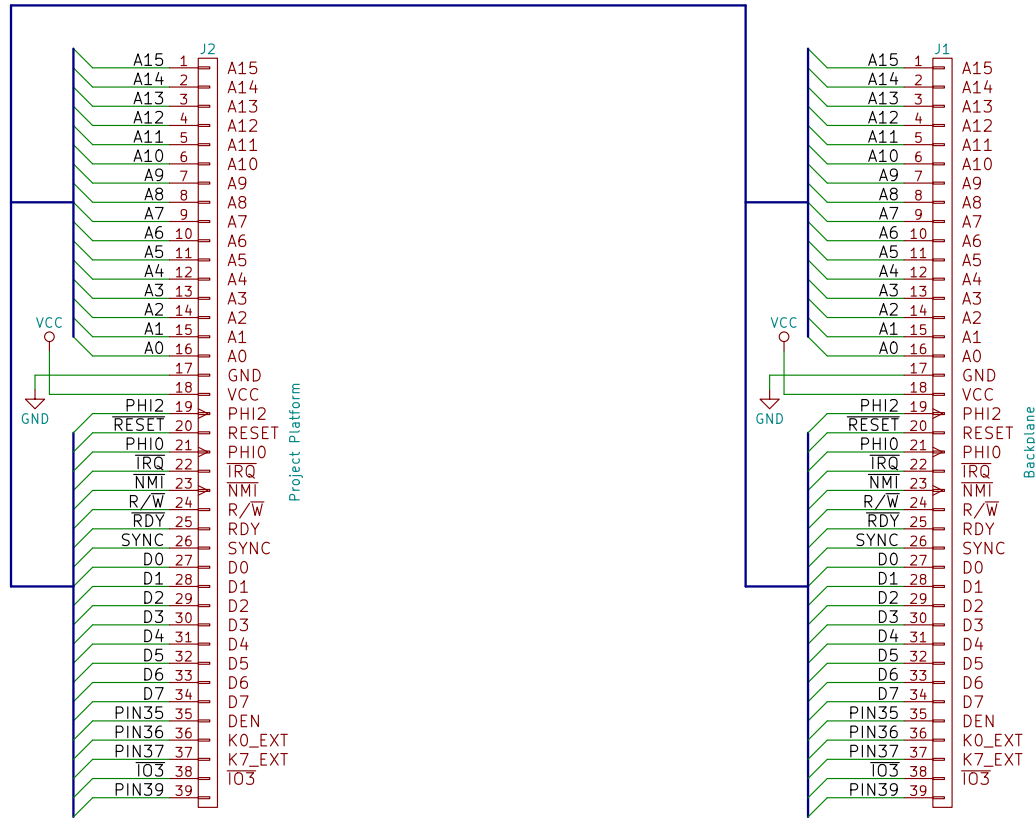 J2
A15 1 A15
A14 2 A14
A13 3 A13
A12 4 A12
A11 5 A11
A10 6 A10
A9 7 A9
A8 8 A8
A7 9 A7
A6 10 A6
A5 11 A5
A4 12 A4
A3 13 A3
A2 14 A2
VCC
A1 15 A1
A0 16 A0
17 GND
18 VCC
GND
PHI2 19 PHI2
RESET 20 RESET
PHI0 21 PHI0
IRQ 22 IRQ
NMI 23 NMI
R/W 24 R/W
RDY 25 RDY
SYNC 26 SYNC
D0 27 D0
D1 28 D1
D2 29 D2
D3 30 D3
D4 31 D4
D5 32 D5
D6 33 D6
D7 34 D7
PIN35 35 DEN
PIN36 36 K0_EXT
PIN37 37 K7_EXT
IO3 38 IO3
PIN39 39
Project Platform
J1
A15 1 A15
A14 2 A14
A13 3 A13
A12 4 A12
A11 5 A11
A10 6 A10
A9 7 A9
A8 8 A8
A7 9 A7
A6 10 A6
A5 11 A5
A4 12 A4
A3 13 A3
A2 14 A2
VCC
A1 15 A1
A0 16 A0
17 GND
18 VCC
GND
PHI2 19 PHI2
RESET 20 RESET
PHI0 21 PHI0
IRQ 22 IRQ
NMI 23 NMI
R/W 24 R/W
RDY 25 RDY
SYNC 26 SYNC
D0 27 D0
D1 28 D1
D2 29 D2
D3 30 D3
D4 31 D4
D5 32 D5
D6 33 D6
D7 34 D7
PIN35 35 DEN
PIN36 36 K0_EXT
PIN37 37 K7_EXT
IO3 38 IO3
PIN39 39
Backplane